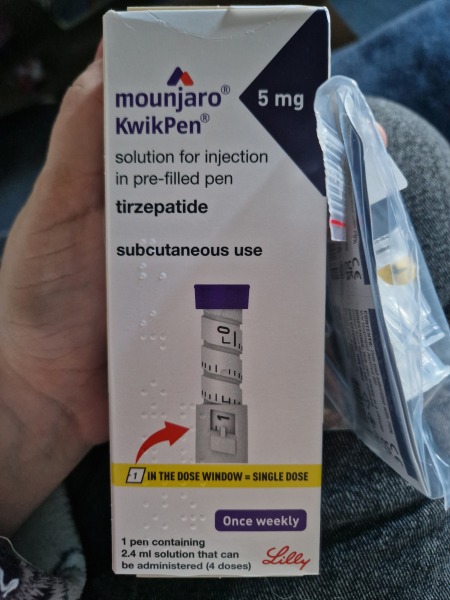 mounjaro® 5 mg
KwikPen®
solution for injection
in pre-filled pen
tirzepatide
subcutaneous use
1
1 IN THE DOSE WINDOW = SINGLE DOSE
Once weekly
1 pen containing
2.4 ml solution that can
be administered (4 doses)
Lilly